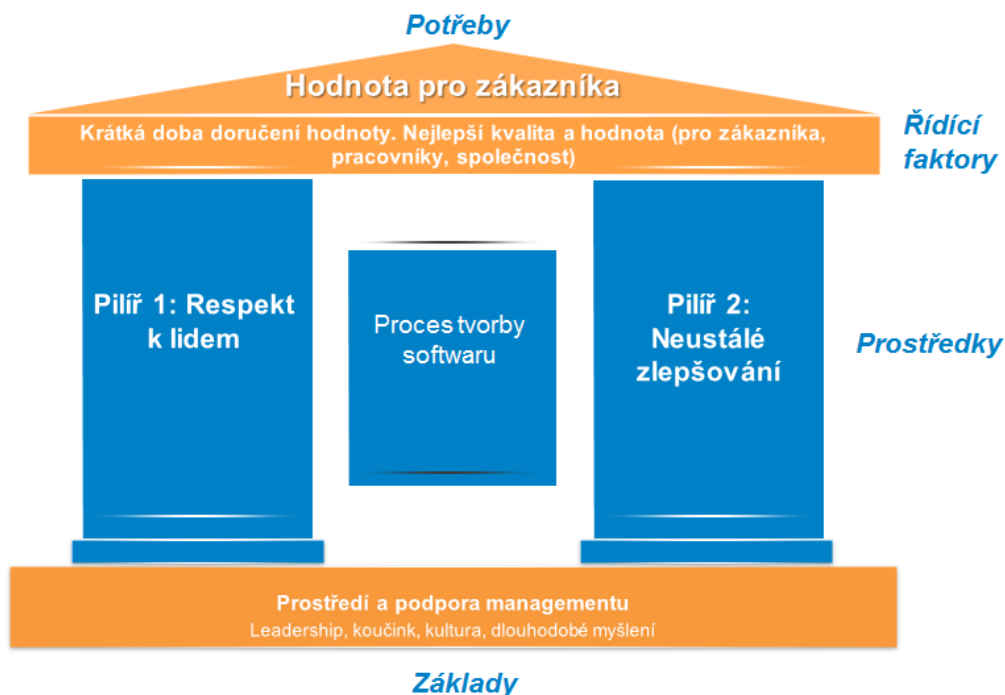 Potřeby
Hodnota pro zákazníka
Krátká doba doručení hodnoty. Nejlepší kvalita a hodnota (pro zákazníka,
pracovníky, společnost)
Řídící
faktory
Pilíř 1: Respekt
k lidem
Proces tvorby
softwaru
Pilíř 2:
Neustálé
zlepšování
Prostředky
Prostředí a podpora managementu
Leadership, koučink, kultura, dlouhodobé myšlení
Základy